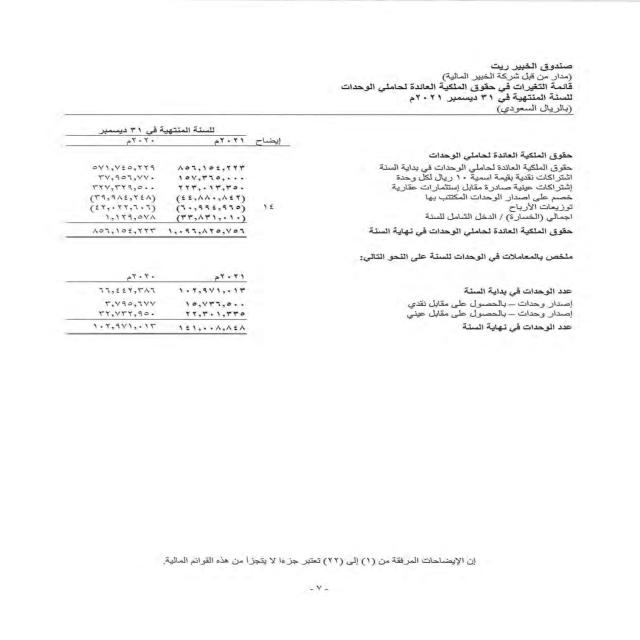 صندوق الخبير ريت
(مدار من قبل شركة الخبير المالية)
قائمة التغيرات في حقوق الملكية العائدة لحاملي الوحدات
للسنة المنتهية في ٣١ ديسمبر ٢٠٢١م
(بالريال السعودي)
للسنة المنتهية في ٣١ ديسمبر
إيضاح ٢٠٢١م ٢٠٢٠م
حقوق الملكية العائدة لحاملي الوحدات
حقوق الملكية العائدة لحاملي الوحدات في بداية السنة ٨٥٦,١٥٤,٢٢٣ ٥٧١,٧٤٥,٢٢٩
اشتراكات نقدية بقيمة اسمية ١٠ ريال لكل وحدة ١٥٧,٣٦٥,٠٠٠ ٣٧,٩٥٦,٧٧٠
إشتراكات عينية صادرة مقابل إستثمارات عقارية ٢٢٣,٠١٣,٣٥٠ ٣٢٧,٣٢٩,٥٠٠
خصم على اصدار الوحدات المكتتب بها (٤٤,٨٨٠,٨٤٢) (٣٩,٩٨٤,٢٤٨)
توزيعات الأرباح ١٤ (٦٠,٩٩٤,٩٦٥) (٤٢,٠٢٢,٦٠٦)
اجمالي (الخسارة) / الدخل الشامل للسنة (٣٣,٨٣١,٠١٠) ١,١٢٩,٥٧٨
حقوق الملكية العائدة لحاملي الوحدات في نهاية السنة ١,٠٩٦,٨٢٥,٧٥٦ ٨٥٦,١٥٤,٢٢٣
ملخص بالمعاملات في الوحدات للسنة على النحو التالي:
٢٠٢١م ٢٠٢٠م
عدد الوحدات في بداية السنة ١٠٢,٩٧١,٠١٣ ٦٦,٤٤٢,٣٨٦
إصدار وحدات – بالحصول على مقابل نقدي ١٥,٧٣٦,٥٠٠ ٣,٧٩٥,٦٧٧
إصدار وحدات – بالحصول على مقابل عيني ٢٢,٣٠١,٣٣٥ ٣٢,٧٣٢,٩٥٠
عدد الوحدات في نهاية السنة ١٤١,٠٠٨,٨٤٨ ١٠٢,٩٧١,٠١٣
إن الإيضاحات المرفقة من (١) إلى (٢٢) تعتبر جزءا لا يتجزأ من هذه القوائم المالية.
- ٧ -